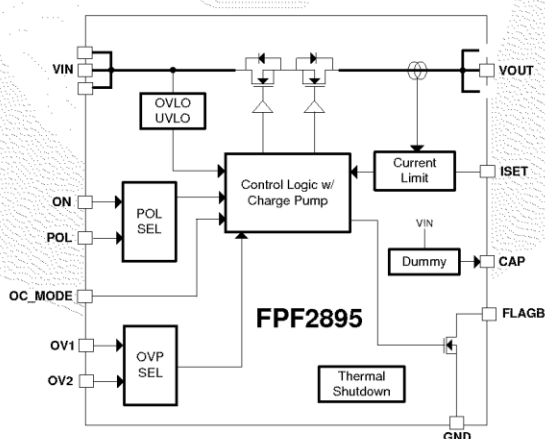 VIN
VOUT
OVLO
UVLO
Control Logic w/
Charge Pump
Current
Limit
ISET
ON
POL
SEL
POL
VIN
Dummy
CAP
OC_MODE
FPF2895
FLAGB
OV1
OVP
SEL
OV2
Thermal
Shutdown
GND